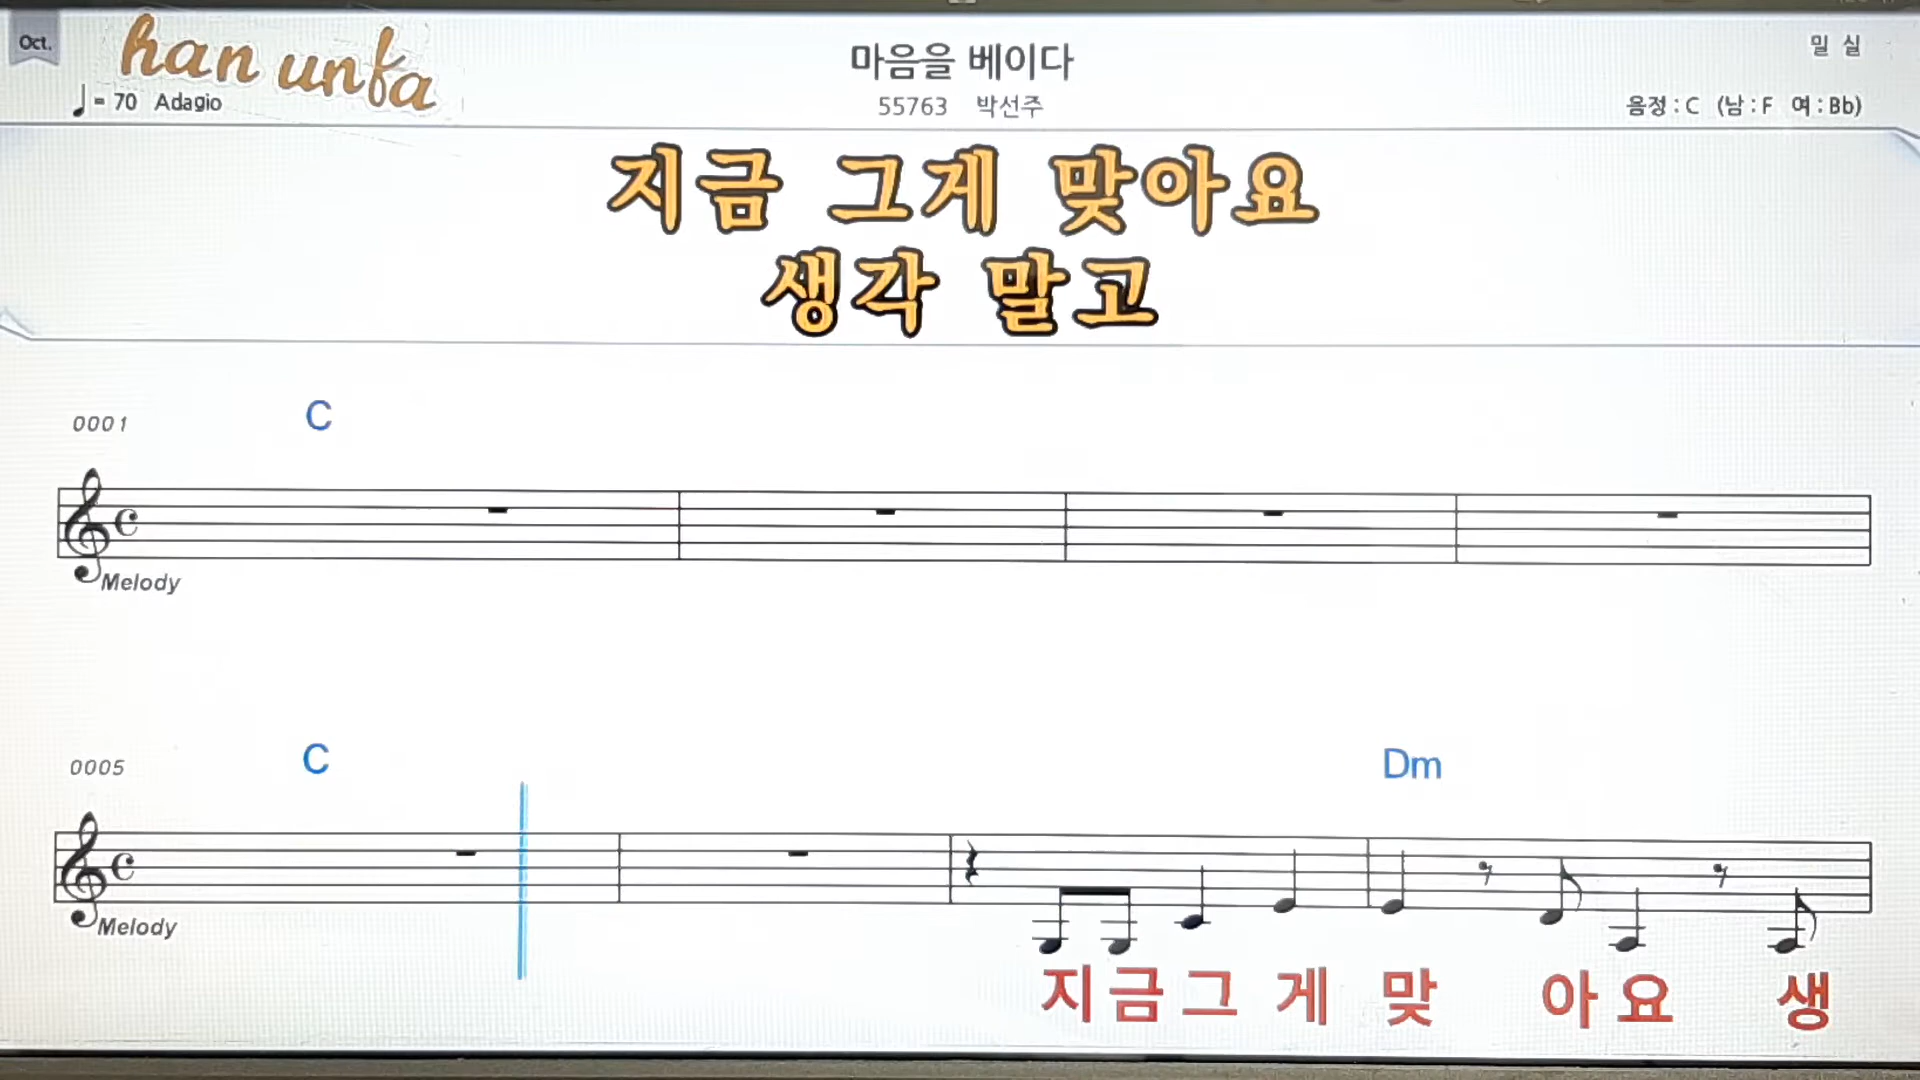 Oct.
han unfa
마음을 베이다
밀 실
♩= 70 Adagio
55763 박선주
음정 : C (남 : F 여 : Bb)
지금 그게 맞아요
생각 말고
0001 C
Melody
0005 C Dm
Melody
지금그 게 맞 아 요 생